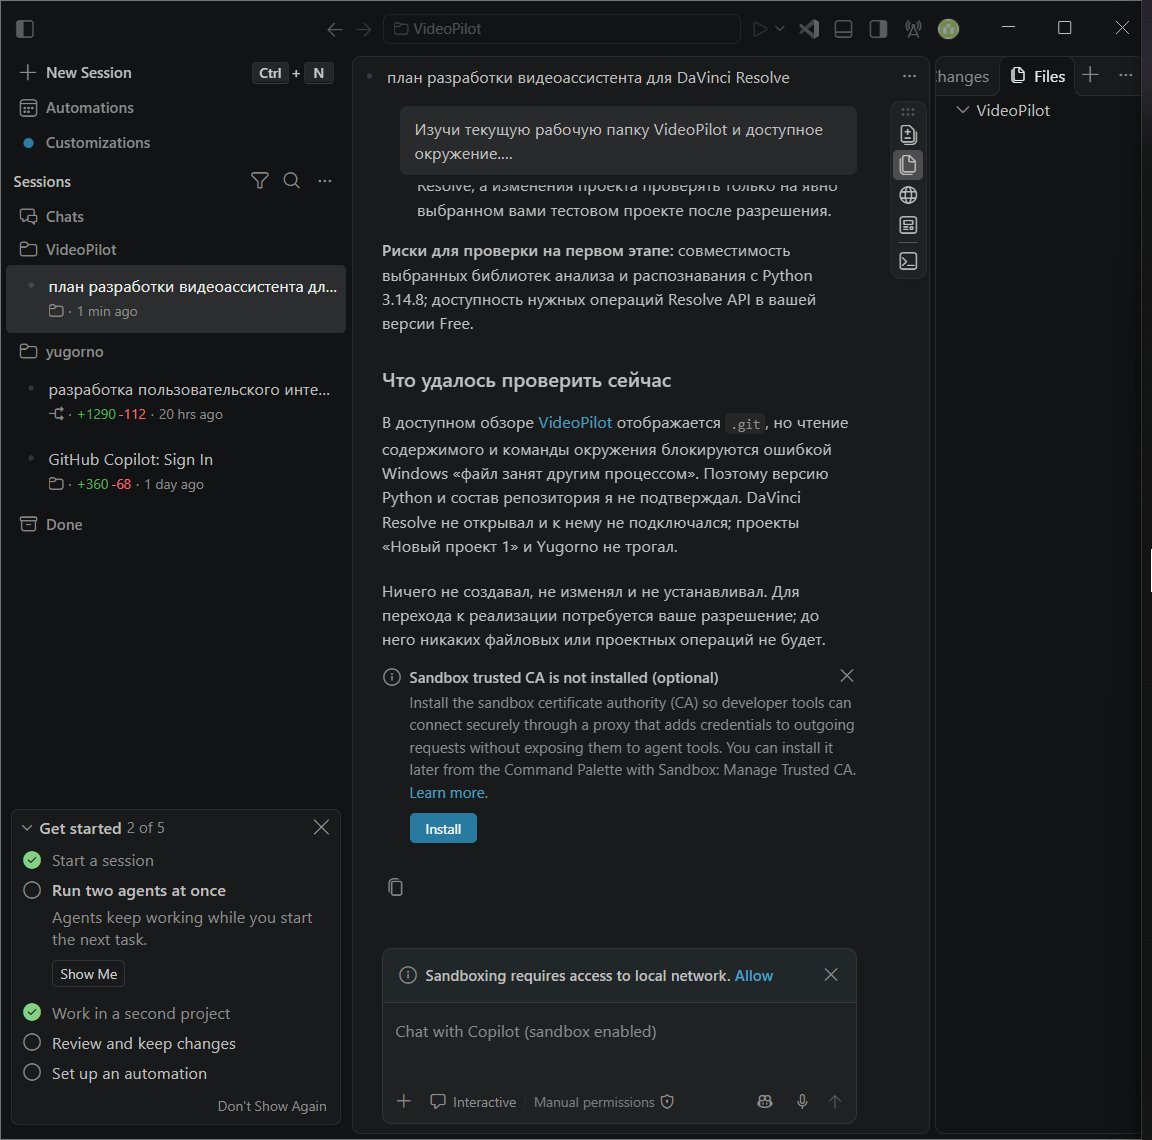 VideoPilot
New Session
Ctrl + N
Automations
Customizations
Sessions
Chats
VideoPilot
план разработки видеоассистента дл...
· 1 min ago
yugorno
разработка пользовательского инте...
· +1290 -112 · 20 hrs ago
GitHub Copilot: Sign In
· +360 -68 · 1 day ago
Done
Get started 2 of 5
Start a session
Run two agents at once
Agents keep working while you start
the next task.
Show Me
Work in a second project
Review and keep changes
Set up an automation
Don't Show Again
план разработки видеоассистента для DaVinci Resolve
Изучи текущую рабочую папку VideoPilot и доступное
окружение....
Resolve, а изменения проекта проверять только на явно
выбранном вами тестовом проекте после разрешения.
Риски для проверки на первом этапе: совместимость
выбранных библиотек анализа и распознавания с Python
3.14.8; доступность нужных операций Resolve API в вашей
версии Free.
Что удалось проверить сейчас
В доступном обзоре VideoPilot отображается .git, но чтение
содержимого и команды окружения блокируются ошибкой
Windows «файл занят другим процессом». Поэтому версию
Python и состав репозитория я не подтверждал. DaVinci
Resolve не открывал и к нему не подключался; проекты
«Новый проект 1» и Yugorno не трогал.
Ничего не создавал, не изменял и не устанавливал. Для
перехода к реализации потребуется ваше разрешение; до
него никаких файловых или проектных операций не будет.
Sandbox trusted CA is not installed (optional)
Install the sandbox certificate authority (CA) so developer tools can
connect securely through a proxy that adds credentials to outgoing
requests without exposing them to agent tools. You can install it
later from the Command Palette with Sandbox: Manage Trusted CA.
Learn more.
Install
Sandboxing requires access to local network. Allow
Chat with Copilot (sandbox enabled)
Interactive
Manual permissions
hanges
Files
VideoPilot